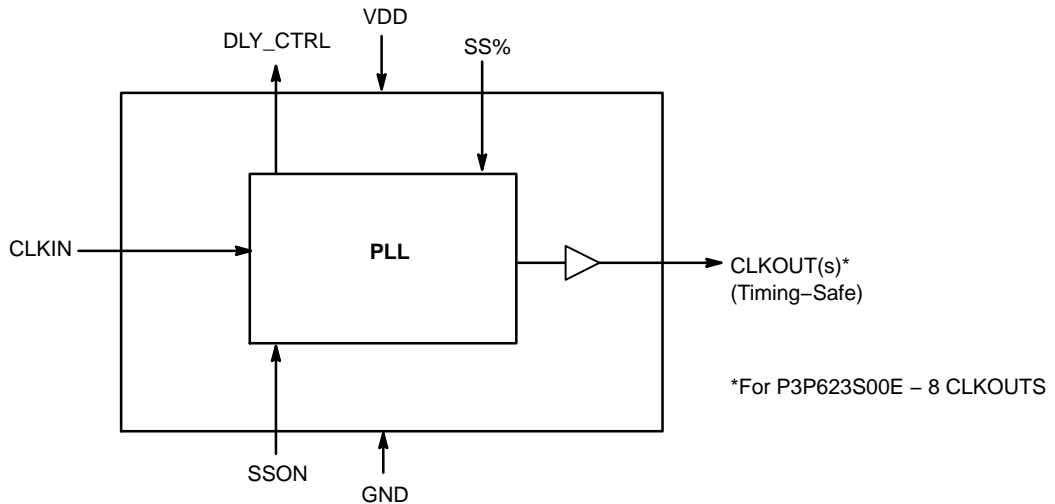 VDD
DLY_CTRL
SS%
CLKIN
PLL
CLKOUT(s)*
(Timing−Safe)
*For P3P623S00E − 8 CLKOUTS
SSON
GND